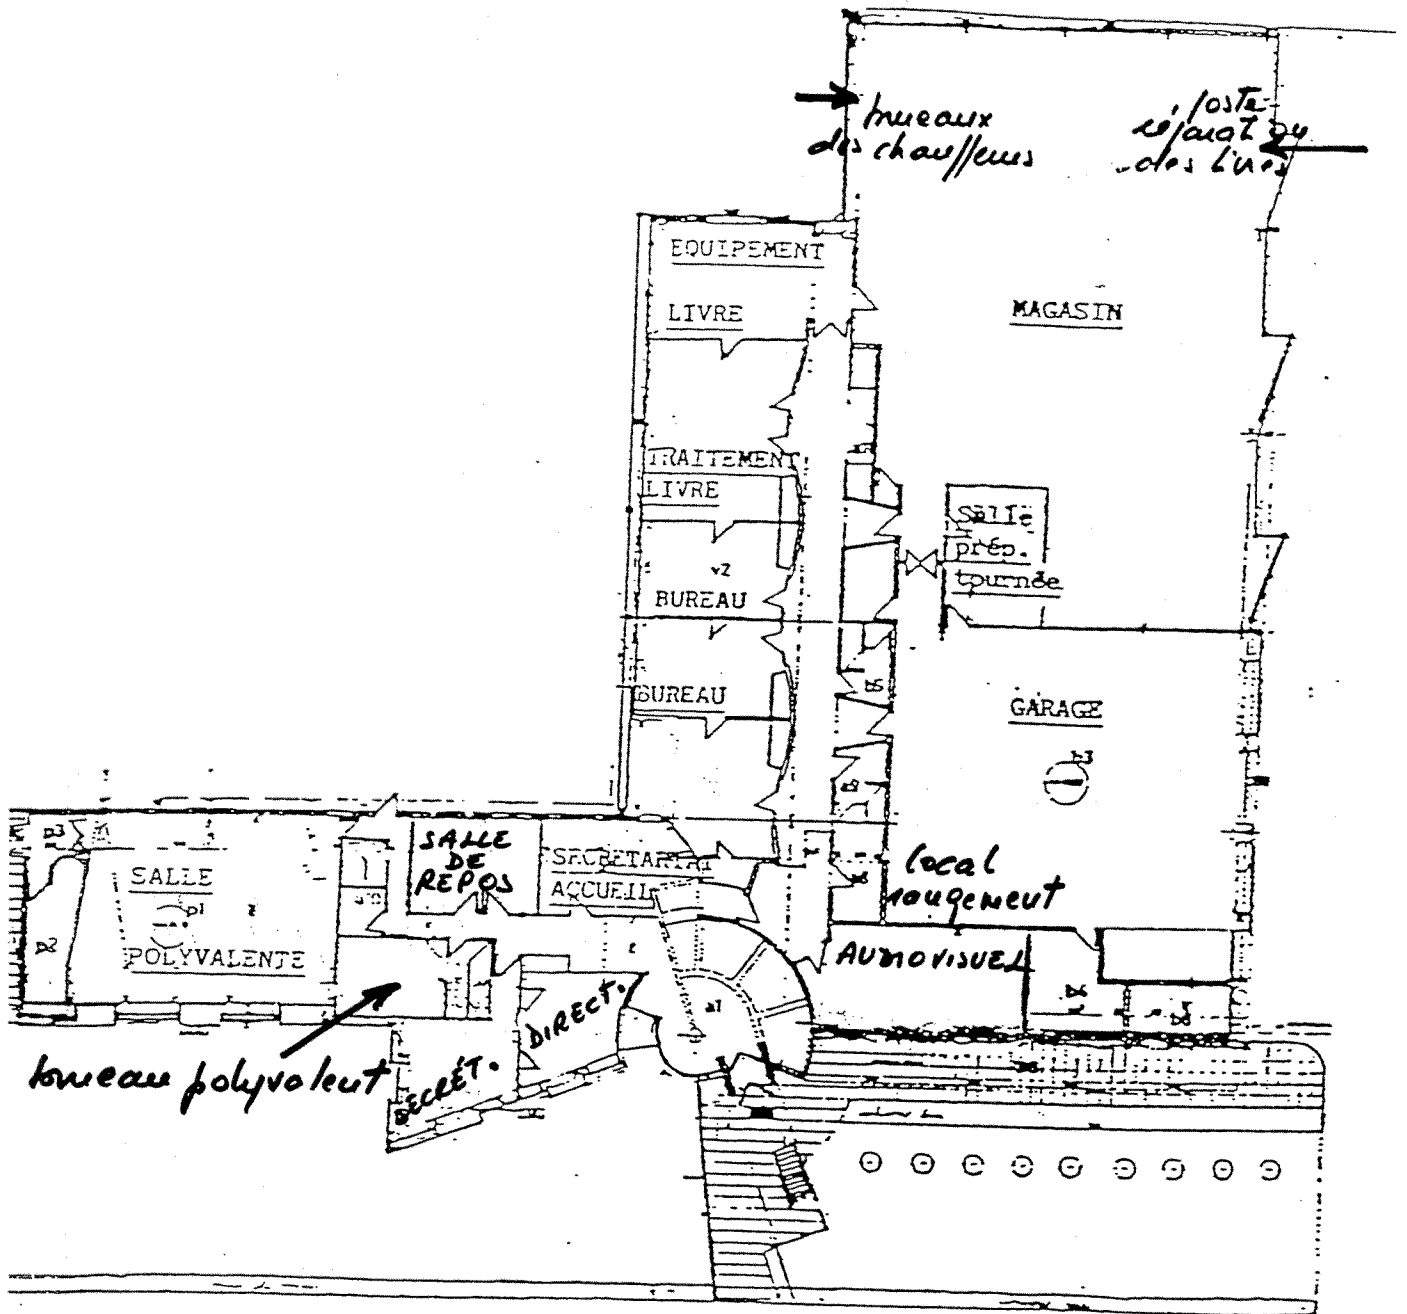 bureaux
des chauffeurs
poste
réparation
des livres
EQUIPEMENT
LIVRE
MAGASIN
TRAITEMENT
LIVRE
Salle
prép.
tournée
BUREAU
BUREAU
GARAGE
SALLE
DE
REPOS
SECRETARIAT
ACCUEIL
SALLE
POLYVALENTE
local
rangement
AUDIOVISUEL
DIRECT.
SECRÉT.
bureau polyvalent